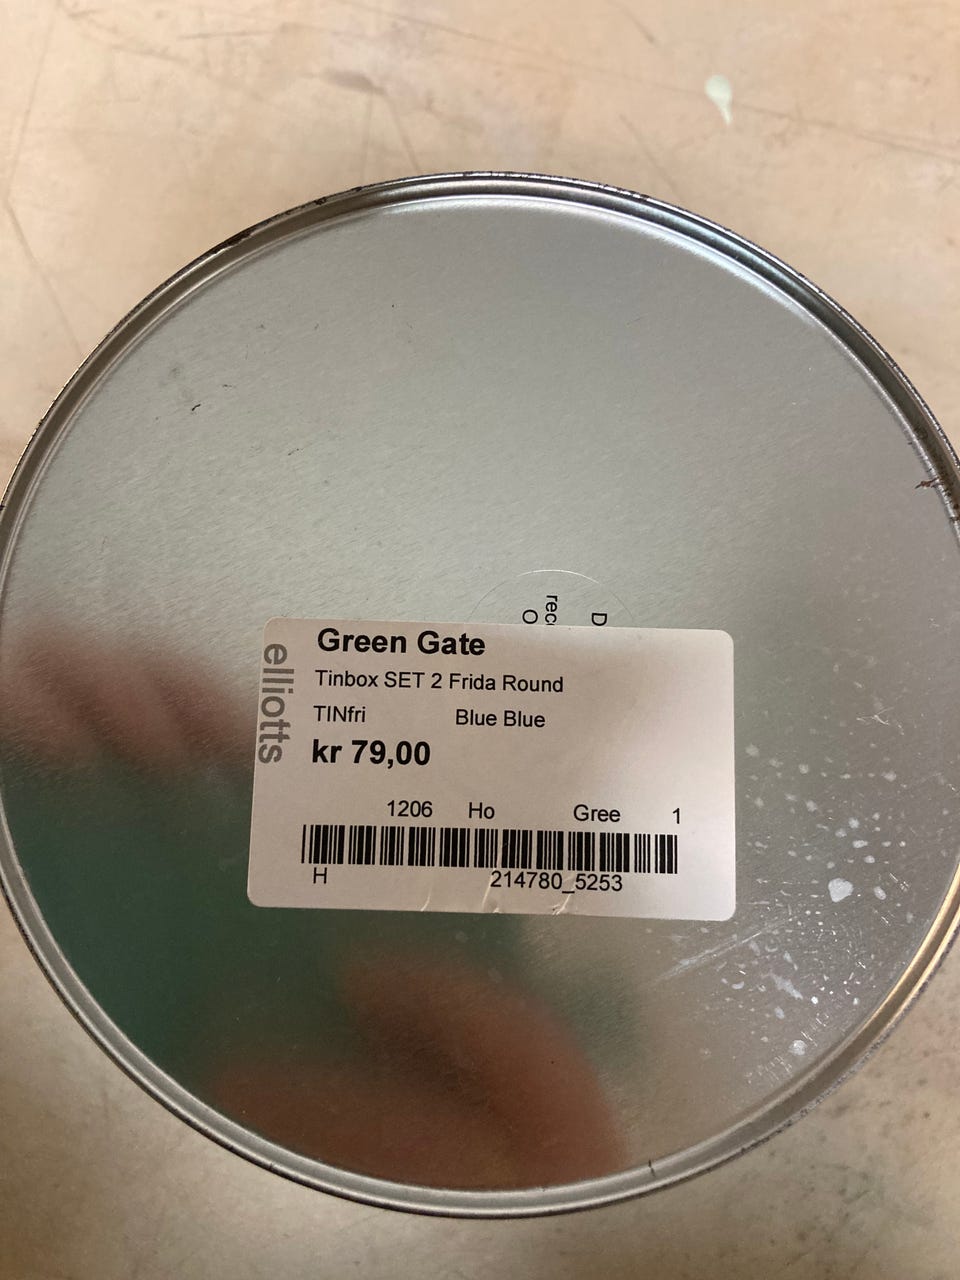 D
rec
O
elliotts
Green Gate
Tinbox SET 2 Frida Round
TINfri Blue Blue
kr 79,00
1206 Ho Gree 1
H 214780_5253